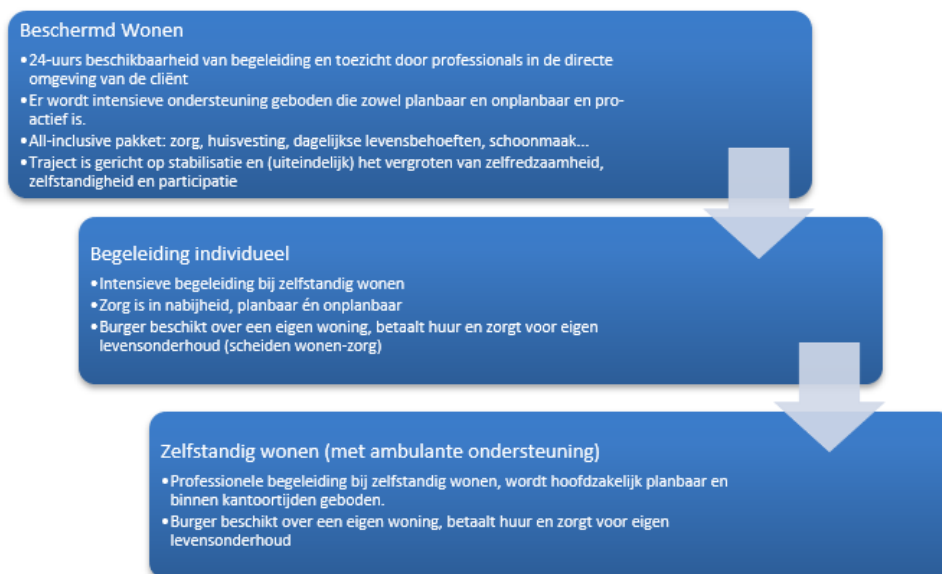 Beschermd Wonen
•24-uurs beschikbaarheid van begeleiding en toezicht door professionals in de directe
omgeving van de cliënt
•Er wordt intensieve ondersteuning geboden die zowel planbaar en onplanbaar en pro-
actief is.
•All-inclusive pakket: zorg, huisvesting, dagelijkse levensbehoeften, schoonmaak...
•Traject is gericht op stabilisatie en (uiteindelijk) het vergroten van zelfredzaamheid,
zelfstandigheid en participatie
Begeleiding individueel
•Intensieve begeleiding bij zelfstandig wonen
•Zorg is in nabijheid, planbaar én onplanbaar
•Burger beschikt over een eigen woning, betaalt huur en zorgt voor eigen
levensonderhoud (scheiden wonen-zorg)
Zelfstandig wonen (met ambulante ondersteuning)
•Professionele begeleiding bij zelfstandig wonen, wordt hoofdzakelijk planbaar en
binnen kantoortijden geboden.
•Burger beschikt over een eigen woning, betaalt huur en zorgt voor eigen
levensonderhoud